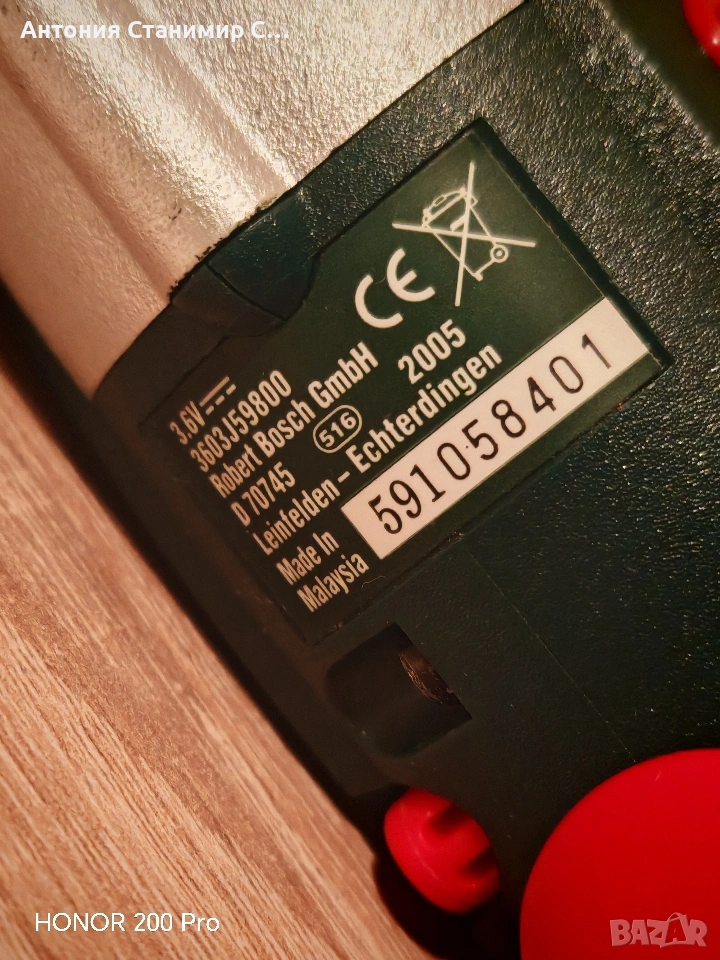 Антония Станимир С...
CE
3.6V
3603J59800
Robert Bosch GmbH
D 70745 516 2005
Leinfelden – Echterdingen
Made In
Malaysia
591058401
HONOR 200 Pro
BAZAR